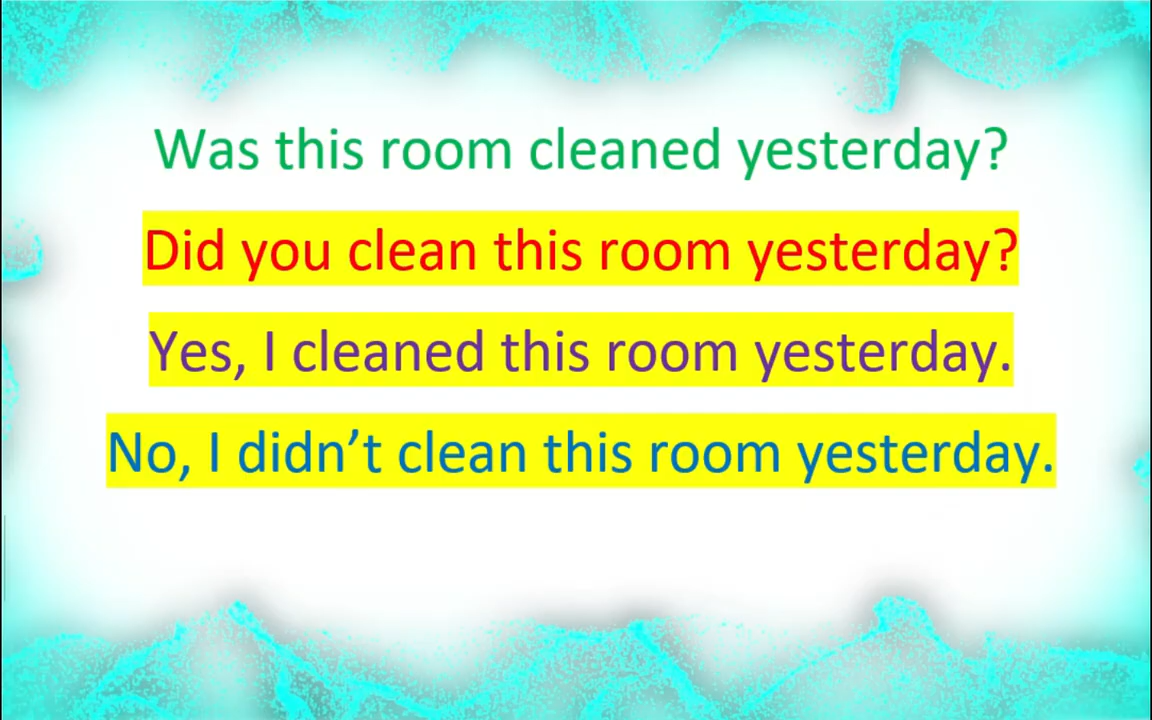 Was this room cleaned yesterday?
Did you clean this room yesterday?
Yes, I cleaned this room yesterday.
No, I didn’t clean this room yesterday.